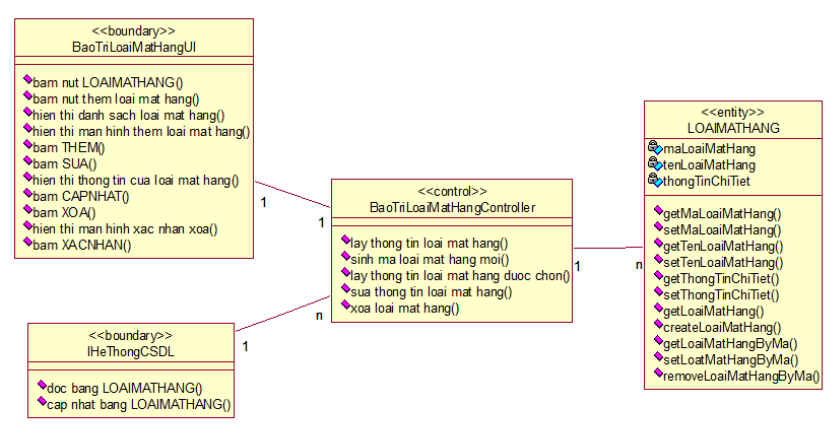 <<boundary>>
BaoTriLoaiMatHangUI
bam nut LOAIMATHANG()
bam nut them loai mat hang()
hien thi danh sach loai mat hang()
hien thi man hinh them loai mat hang()
bam THEM()
bam SUA()
hien thi thong tin cua loai mat hang()
bam CAPNHAT()
bam XOA()
hien thi man hinh xac nhan xoa()
bam XACNHAN()
1
1
<<control>>
BaoTriLoaiMatHangController
lay thong tin loai mat hang()
sinh ma loai mat hang moi()
lay thong tin loai mat hang duoc chon()
sua thong tin loai mat hang()
xoa loai mat hang()
1
n
<<entity>>
LOAIMATHANG
maLoaiMatHang
tenLoaiMatHang
thongTinChiTiet
getMaLoaiMatHang()
setMaLoaiMatHang()
getTenLoaiMatHang()
setTenLoaiMatHang()
getThongTinChiTiet()
setThongTinChiTiet()
getLoaiMatHang()
createLoaiMatHang()
getLoaiMatHangByMa()
setLoatMatHangByMa()
removeLoaiMatHangByMa()
n
1
<<boundary>>
IHeThongCSDL
doc bang LOAIMATHANG()
cap nhat bang LOAIMATHANG()